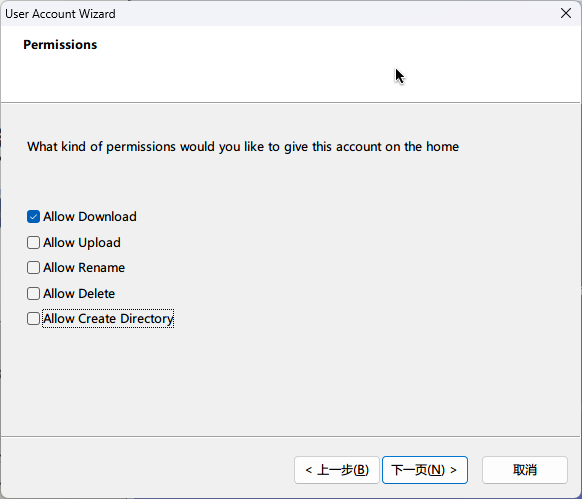 User Account Wizard
Permissions
What kind of permissions would you like to give this account on the home
Allow Download
Allow Upload
Allow Rename
Allow Delete
Allow Create Directory
< 上一步(B) 下一页(N) > 取消